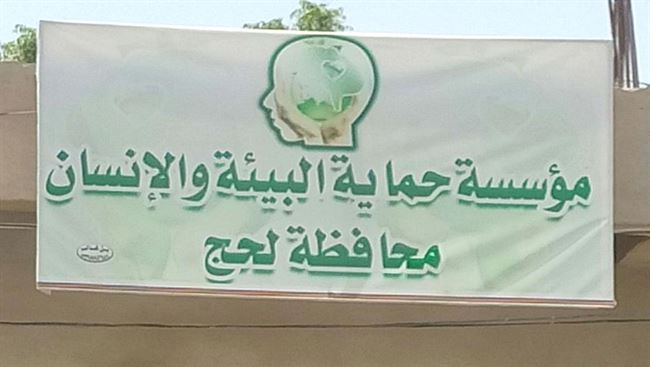 مؤسسة حماية البيئة والإنسان
محافظة لحج